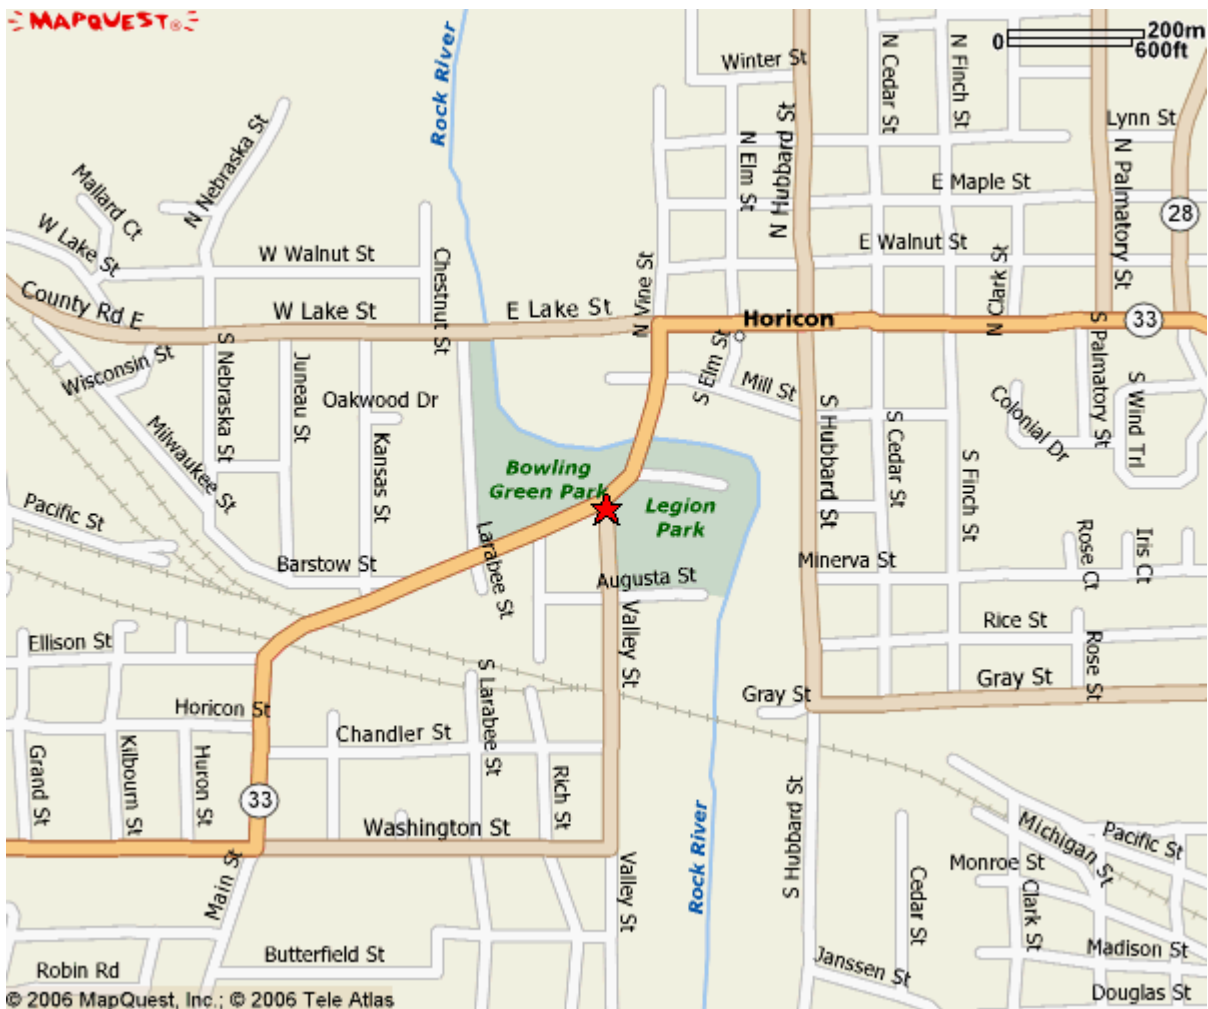 MAPQUEST®
Rock River
0 200m
600ft
Winter St
N Cedar St
N Finch St
Lynn St
N Nebraska St
Mallard Ct
N Elm St
N Hubbard St
N Palmatory St
E Maple St
28
W Lake St
W Walnut St
Chestnut St
N Vine St
E Walnut St
N Clark St
County Rd E
W Lake St
E Lake St
Horicon
33
Wisconsin St
S Nebraska St
Juneau St
Oakwood Dr
S Elm St
Mill St
S Palmatory St
S Wind Trl
Colonial Dr
Milwaukee St
Kansas St
S Hubbard St
S Cedar St
S Finch St
Bowling
Green Park
Legion
Park
Pacific St
Larabee St
Barstow St
Augusta St
Minerva St
Rose Ct
Iris Ct
Valley St
Rice St
Ellison St
Rose St
S Larabee St
Gray St
Gray St
Horicon St
Chandler St
Grand St
Kilbourn St
Huron St
33
Rich St
S Hubbard St
Washington St
Michigan St
Pacific St
Main St
Valley St
Rock River
Cedar St
Monroe St
Clark St
Butterfield St
Robin Rd
Janssen St
Madison St
Douglas St
© 2006 MapQuest, Inc.; © 2006 Tele Atlas